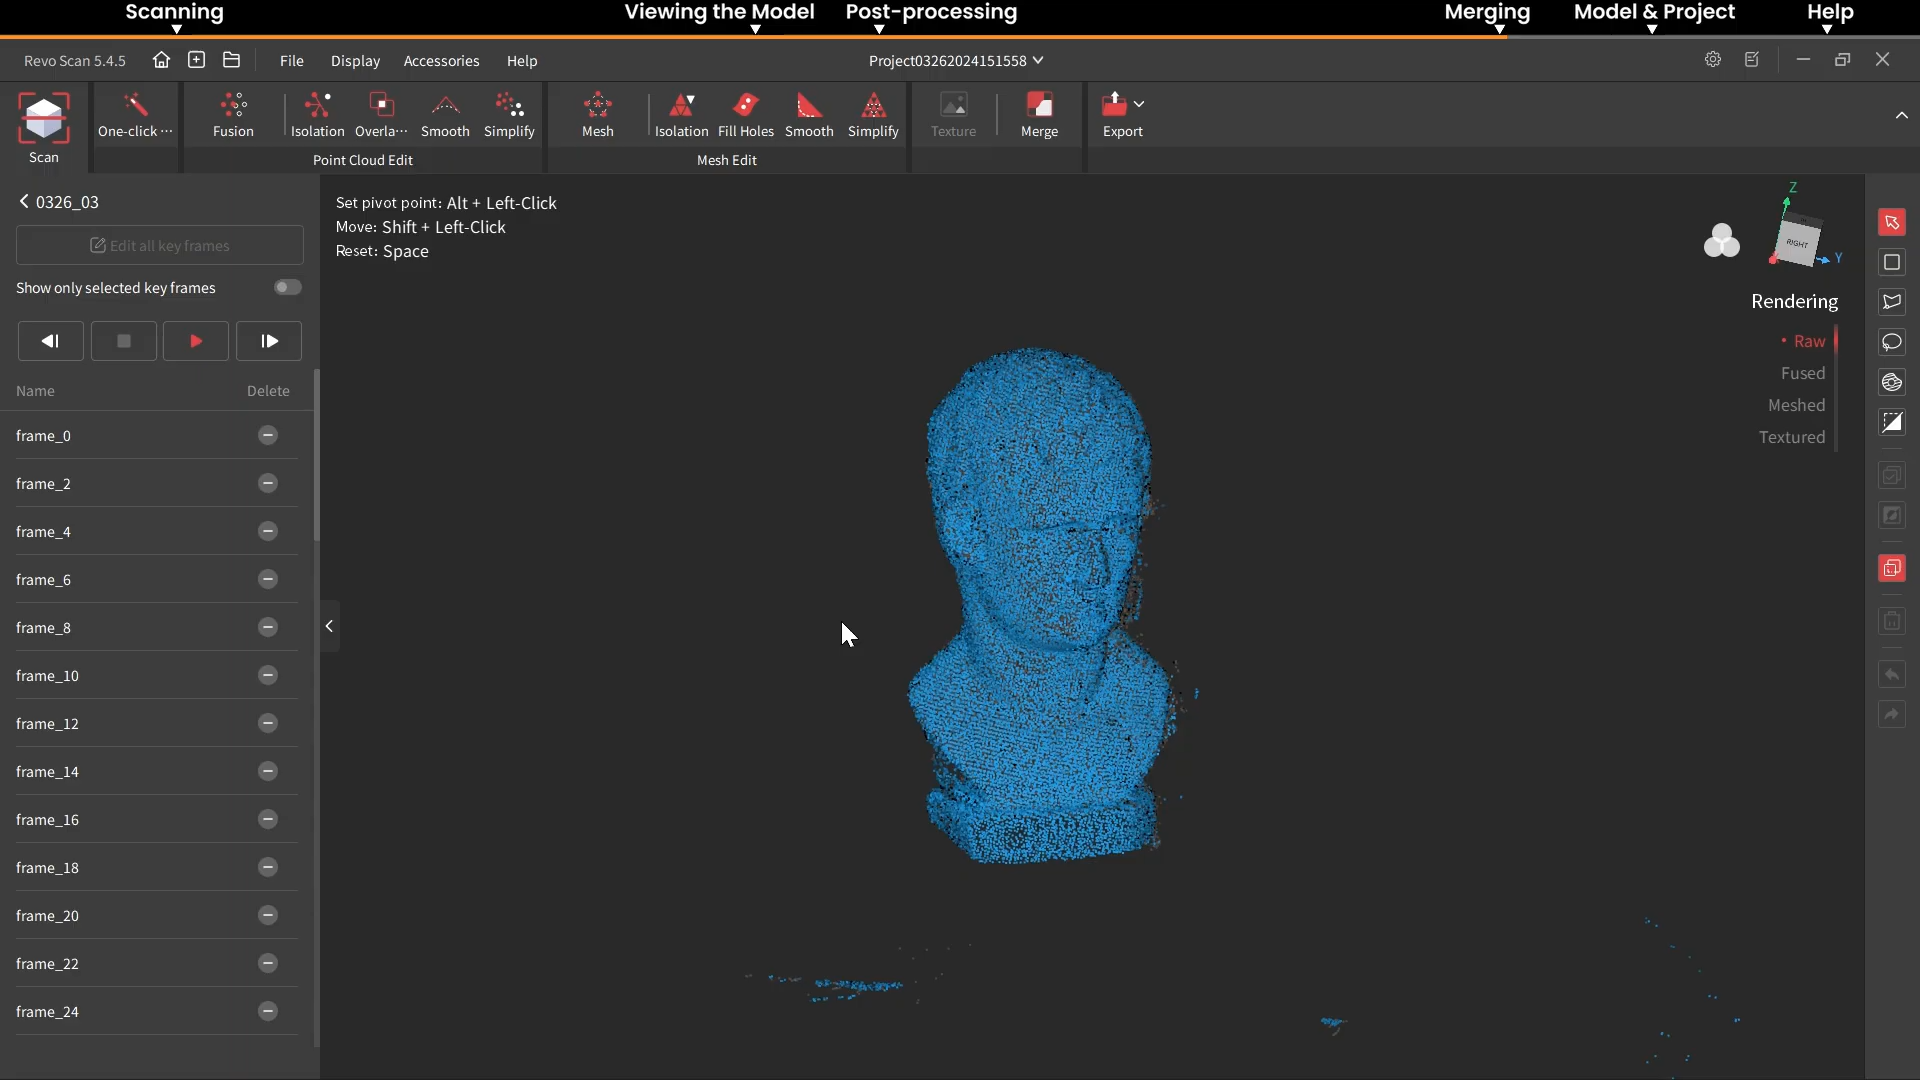 Scanning Viewing the Model Post-processing Merging Model & Project Help
Revo Scan 5.4.5 File Display Accessories Help Project03262024151558
Scan One-click ··· Fusion Isolation Overla··· Smooth Simplify Mesh Isolation Fill Holes Smooth Simplify Texture Merge Export
Point Cloud Edit Mesh Edit
0326_03
Edit all key frames
Show only selected key frames
Name Delete
frame_0
frame_2
frame_4
frame_6
frame_8
frame_10
frame_12
frame_14
frame_16
frame_18
frame_20
frame_22
frame_24
Set pivot point: Alt + Left-Click
Move: Shift + Left-Click
Reset: Space
Z
RIGHT
Y
Rendering
• Raw
Fused
Meshed
Textured